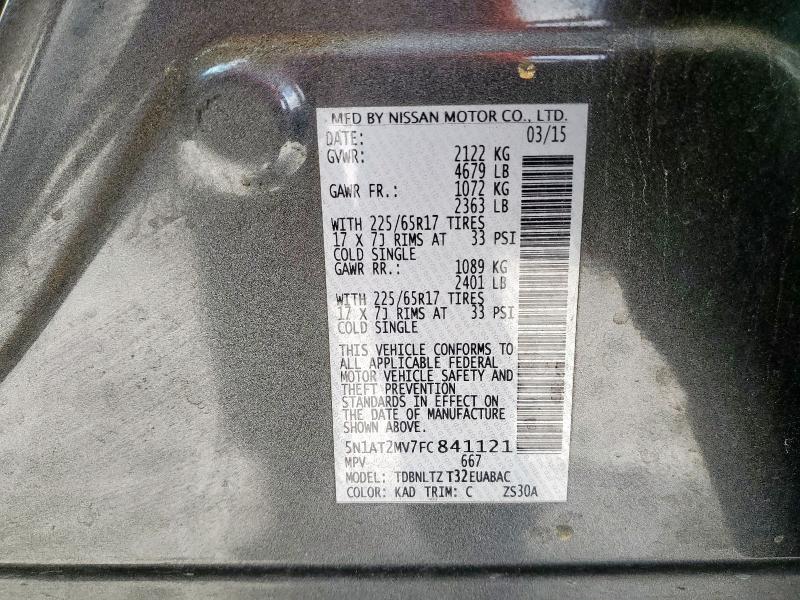 MFD BY NISSAN MOTOR CO., LTD.
DATE: 03/15
GVWR: 2122 KG
4679 LB
GAWR FR.: 1072 KG
2363 LB
WITH 225/65R17 TIRES
17 X 7J RIMS AT 33 PSI
COLD SINGLE
GAWR RR.: 1089 KG
2401 LB
WITH 225/65R17 TIRES
17 X 7J RIMS AT 33 PSI
COLD SINGLE
THIS VEHICLE CONFORMS TO
ALL APPLICABLE FEDERAL
MOTOR VEHICLE SAFETY AND
THEFT PREVENTION
STANDARDS IN EFFECT ON
THE DATE OF MANUFACTURE
SHOWN ABOVE.
5N1AT2MV7FC841121
MPV 667
MODEL: TDBNLTZ T32EUABAC
COLOR: KAD TRIM: C ZS30A